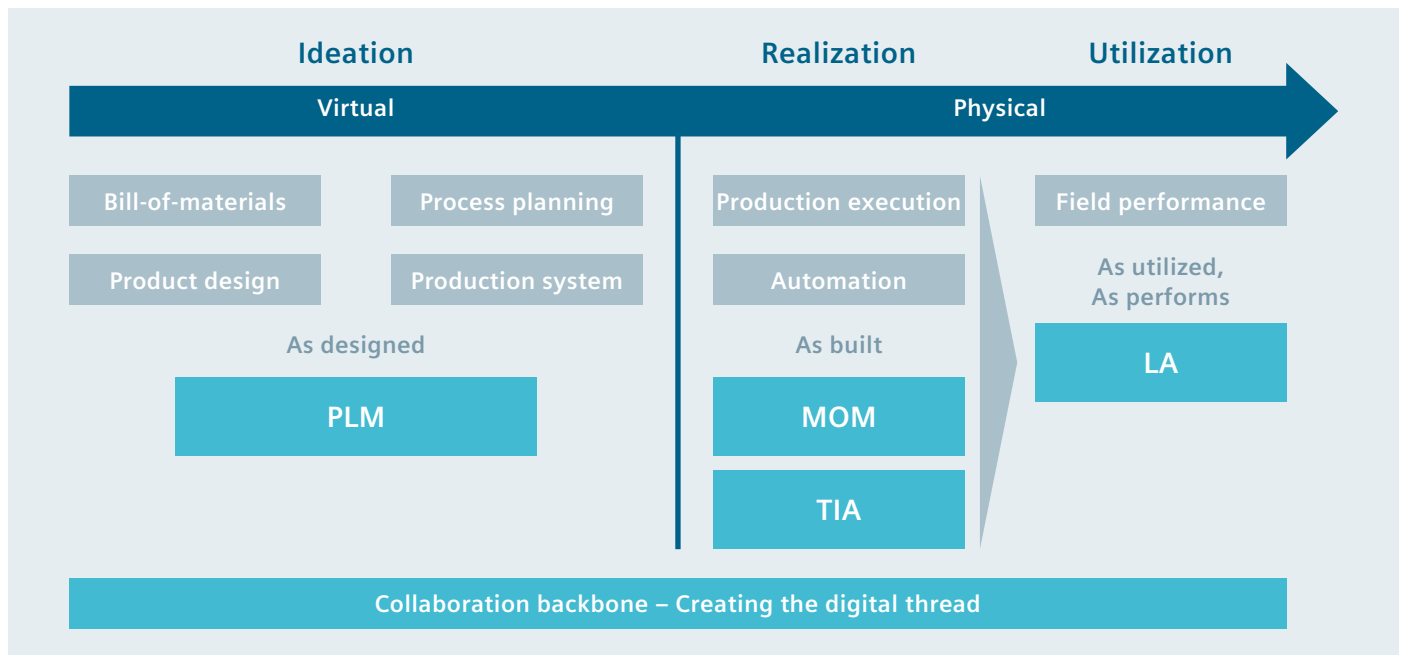 Ideation
Realization
Utilization
Virtual
Physical
Bill-of-materials
Process planning
Production execution
Field performance
Product design
Production system
Automation
As utilized,
As performs
As designed
As built
LA
PLM
MOM
TIA
Collaboration backbone – Creating the digital thread